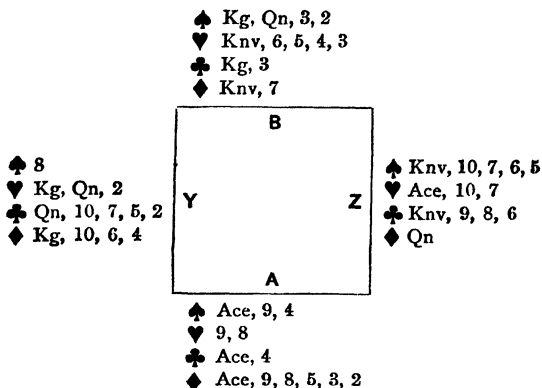 ♠ Kg, Qn, 3, 2
♥ Knv, 6, 5, 4, 3
♣ Kg, 3
♦ Knv, 7
B
♠ 8
♥ Kg, Qn, 2
♣ Qn, 10, 7, 5, 2
♦ Kg, 10, 6, 4
Y
Z
♠ Knv, 10, 7, 6, 5
♥ Ace, 10, 7
♣ Knv, 9, 8, 6
♦ Qn
A
♠ Ace, 9, 4
♥ 9, 8
♣ Ace, 4
♦ Ace, 9, 8, 5, 3, 2